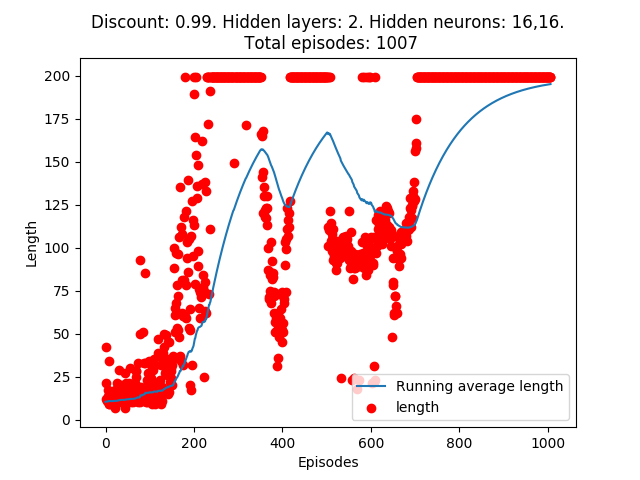 Discount: 0.99. Hidden layers: 2. Hidden neurons: 16,16.
Total episodes: 1007
200
175
150
125
100
75
50
25
0
Length
0 200 400 600 800 1000
Episodes
Running average length
length